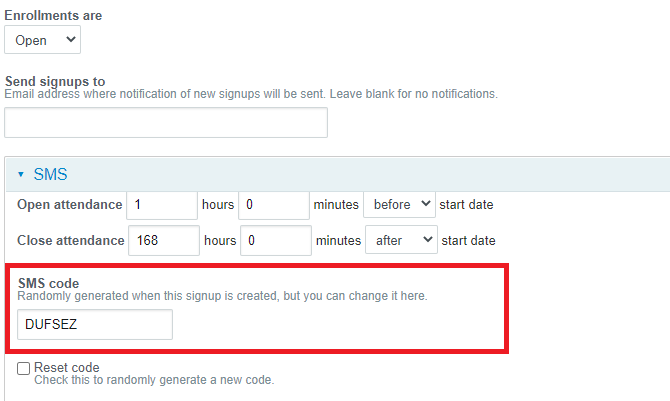 Enrollments are
Open
Send signups to
Email address where notification of new signups will be sent. Leave blank for no notifications.
SMS
Open attendance 1 hours 0 minutes before start date
Close attendance 168 hours 0 minutes after start date
SMS code
Randomly generated when this signup is created, but you can change it here.
DUFSEZ
Reset code
Check this to randomly generate a new code.